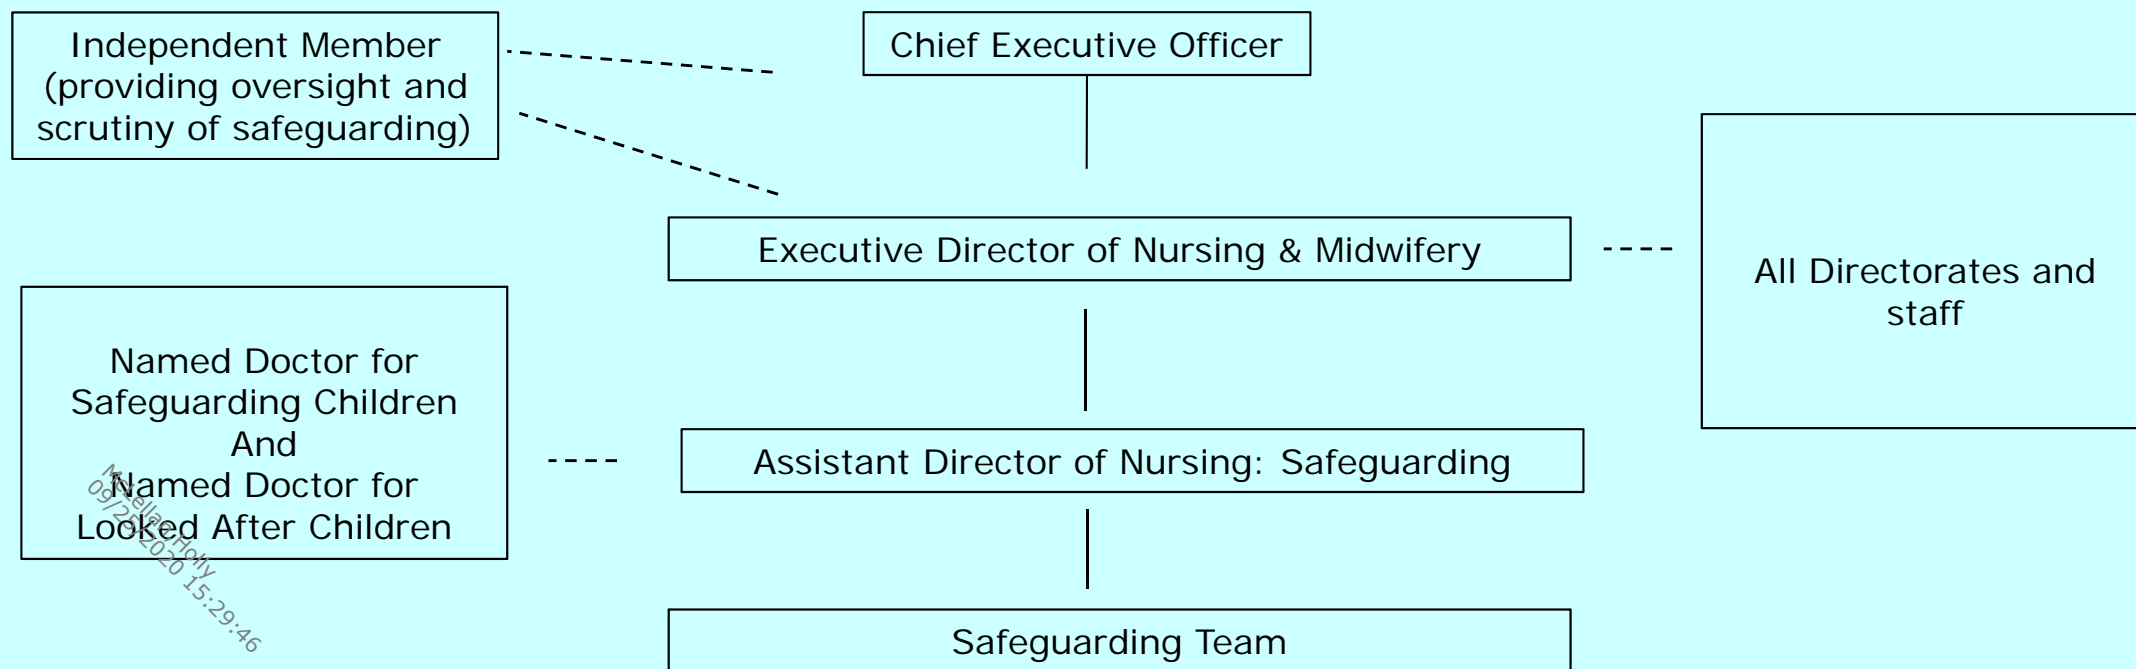 Independent Member
(providing oversight and
scrutiny of safeguarding)
Chief Executive Officer
Executive Director of Nursing & Midwifery
All Directorates and
staff
Named Doctor for
Safeguarding Children
And
Named Doctor for
Looked After Children
Assistant Director of Nursing: Safeguarding
Safeguarding Team
McLellan,Holly
09/25/2020 15:29:46